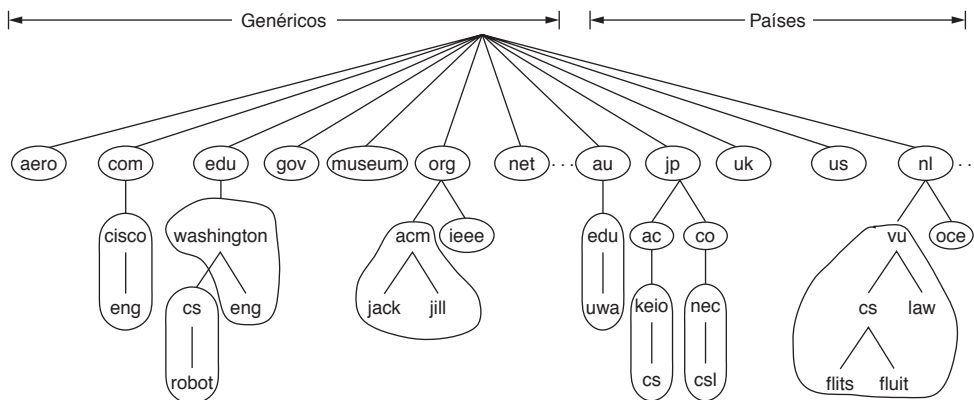 Genéricos Países
aero com edu gov museum org net ... au jp uk us nl ...
cisco washington acm ieee edu ac co vu oce
eng cs eng jack jill uwa keio nec cs law
robot cs csl flits fluit